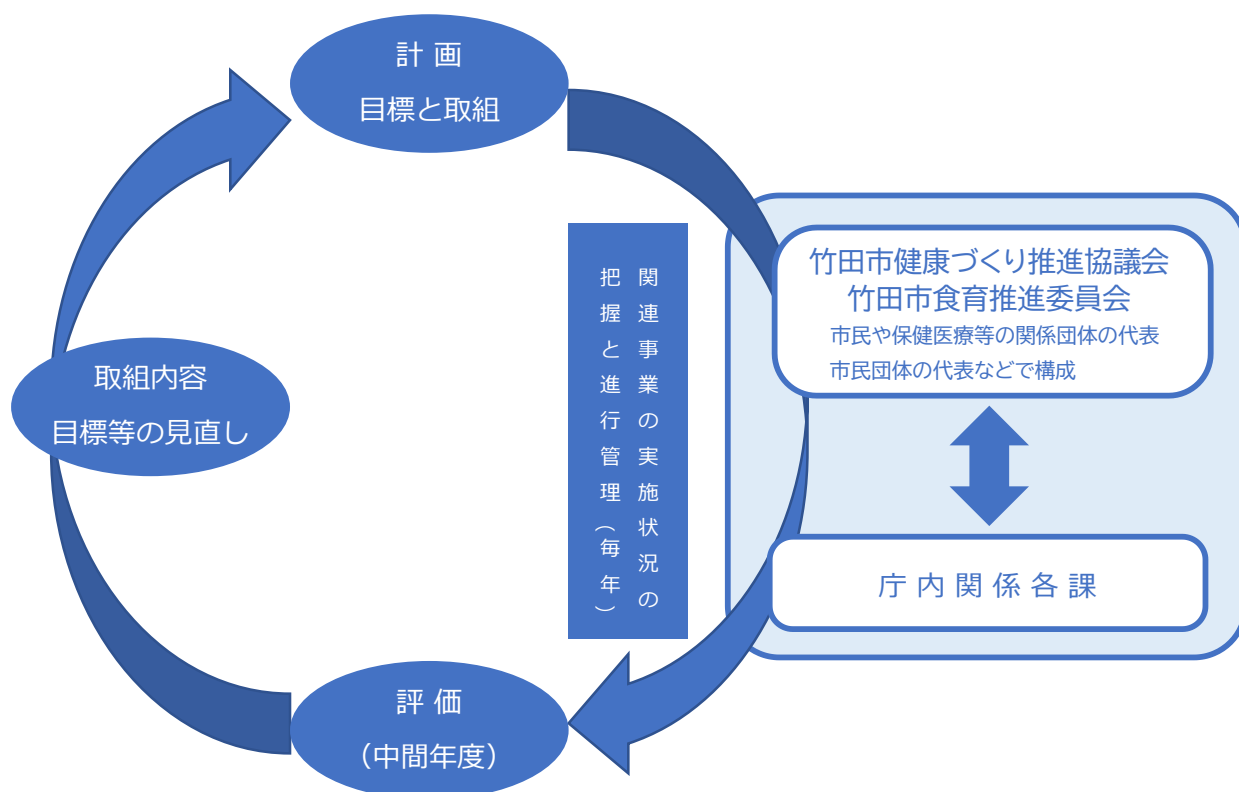 計 画
目標と取組
竹田市健康づくり推進協議会
竹田市食育推進委員会
市民や保健医療等の関係団体の代表
市民団体の代表などで構成
関連事業の実施状況の
把握と進行管理（毎年）
取組内容
目標等の見直し
庁 内 関 係 各 課
評 価
（中間年度）